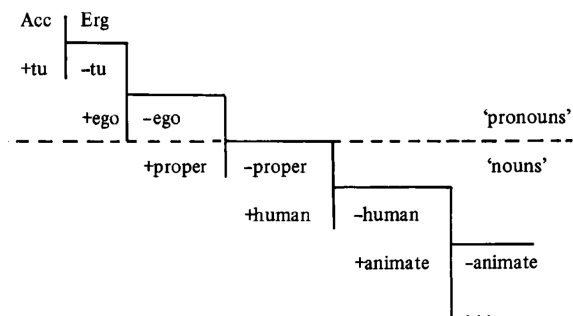 Acc Erg
+tu –tu
+ego –ego
'pronouns'
+proper –proper
'nouns'
+human –human
+animate –animate